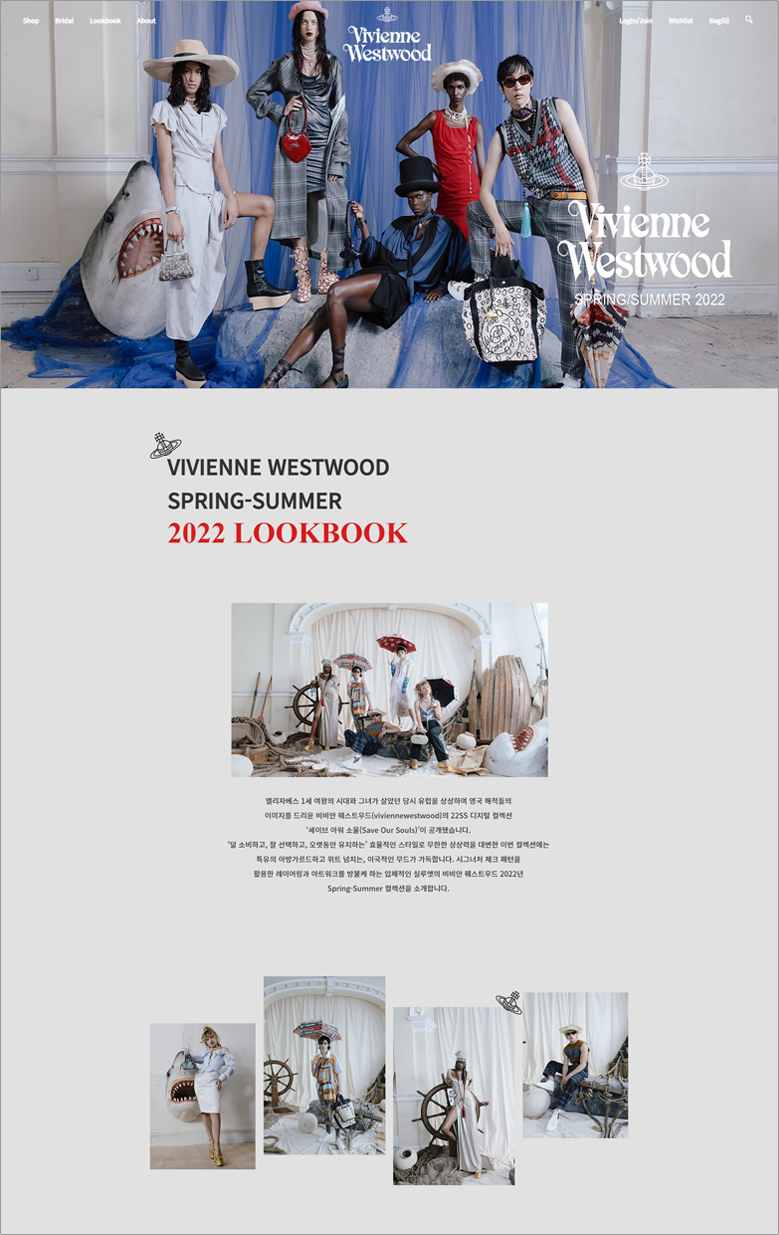 Shop Bridal Lookbook About
Vivienne
Westwood
Login/Join Wishlist Bag(0)
Vivienne
Westwood
SPRING/SUMMER 2022
VIVIENNE WESTWOOD
SPRING-SUMMER
2022 LOOKBOOK
엘리자베스 1세 여왕의 시대와 그녀가 살았던 당시 유럽을 상상하며 영국 해적들의
이미지를 드리운 비비안 웨스트우드(viviennewestwood)의 22SS 디지털 컬렉션
'세이브 아워 소울(Save Our Souls)'이 공개됐습니다.
'덜 소비하고, 잘 선택하고, 오랫동안 유지하는' 효율적인 스타일로 무한한 상상력을 대변한 이번 컬렉션에는
특유의 아방가르드하고 위트 넘치는, 이국적인 무드가 가득합니다. 시그너처 체크 패턴을
활용한 레이어링과 아트워크를 방불케 하는 입체적인 실루엣의 비비안 웨스트우드 2022년
Spring-Summer 컬렉션을 소개합니다.